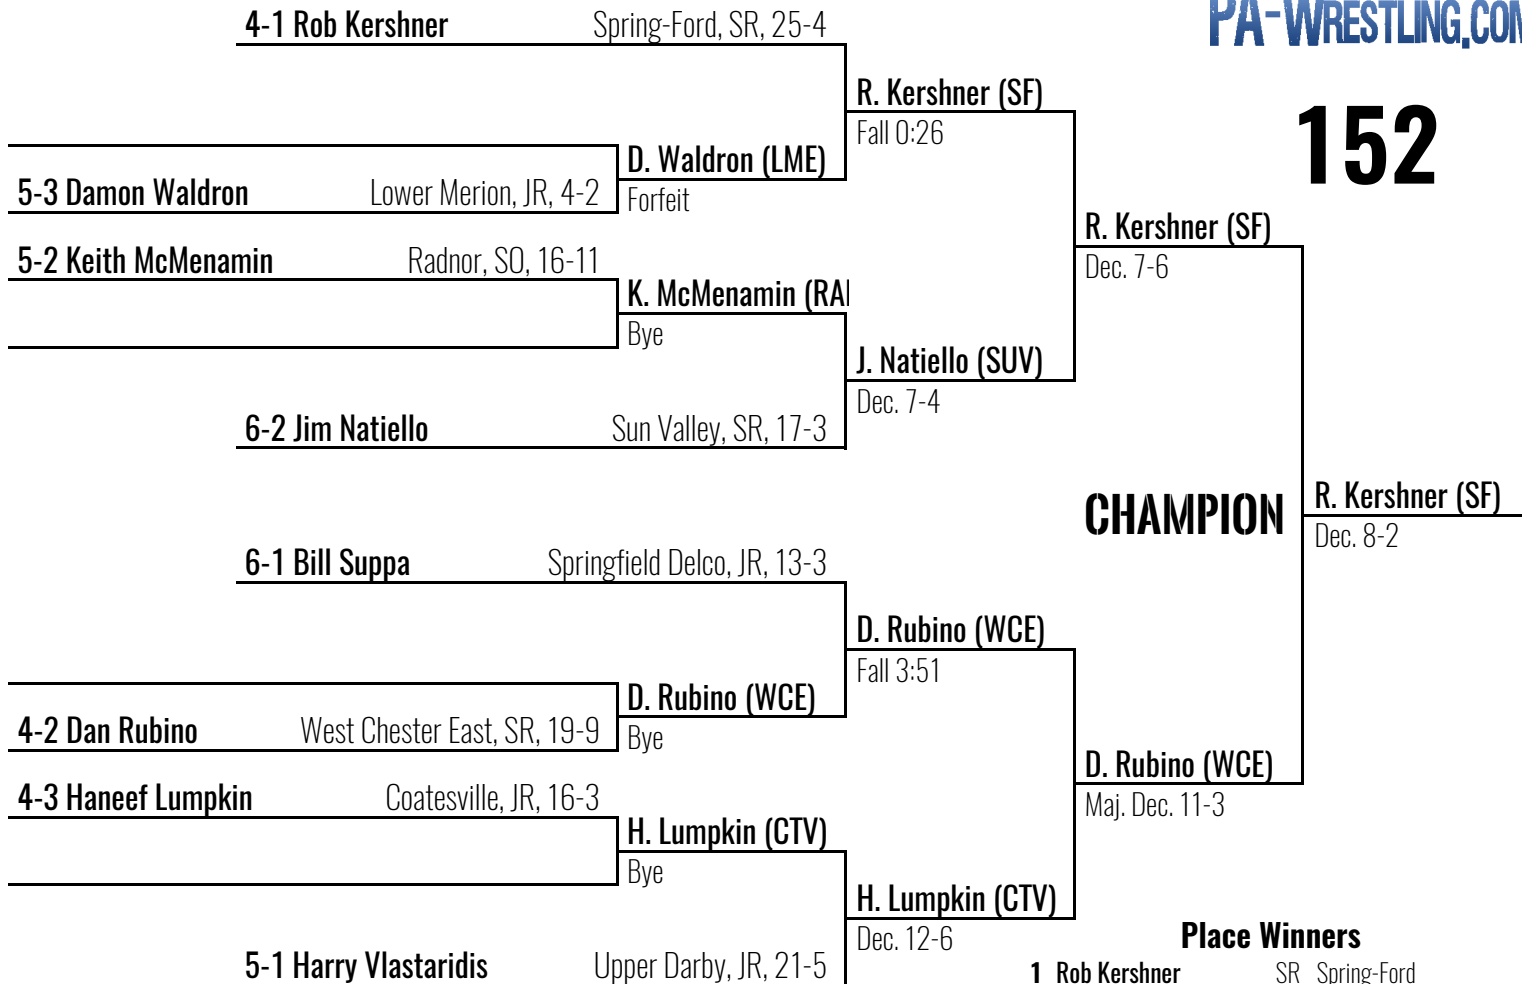 PA-WRESTLING.COM
152
4-1 Rob Kershner Spring-Ford, SR, 25-4
R. Kershner (SF)
Fall 0:26
D. Waldron (LME)
5-3 Damon Waldron Lower Merion, JR, 4-2
Forfeit
R. Kershner (SF)
Dec. 7-6
5-2 Keith McMenamin Radnor, SO, 16-11
K. McMenamin (RA
Bye
J. Natiello (SUV)
Dec. 7-4
6-2 Jim Natiello Sun Valley, SR, 17-3
CHAMPION
R. Kershner (SF)
Dec. 8-2
6-1 Bill Suppa Springfield Delco, JR, 13-3
D. Rubino (WCE)
Fall 3:51
D. Rubino (WCE)
4-2 Dan Rubino West Chester East, SR, 19-9
Bye
D. Rubino (WCE)
Maj. Dec. 11-3
4-3 Haneef Lumpkin Coatesville, JR, 16-3
H. Lumpkin (CTV)
Bye
H. Lumpkin (CTV)
Dec. 12-6
5-1 Harry Vlastaridis Upper Darby, JR, 21-5
Place Winners
1 Rob Kershner SR Spring-Ford